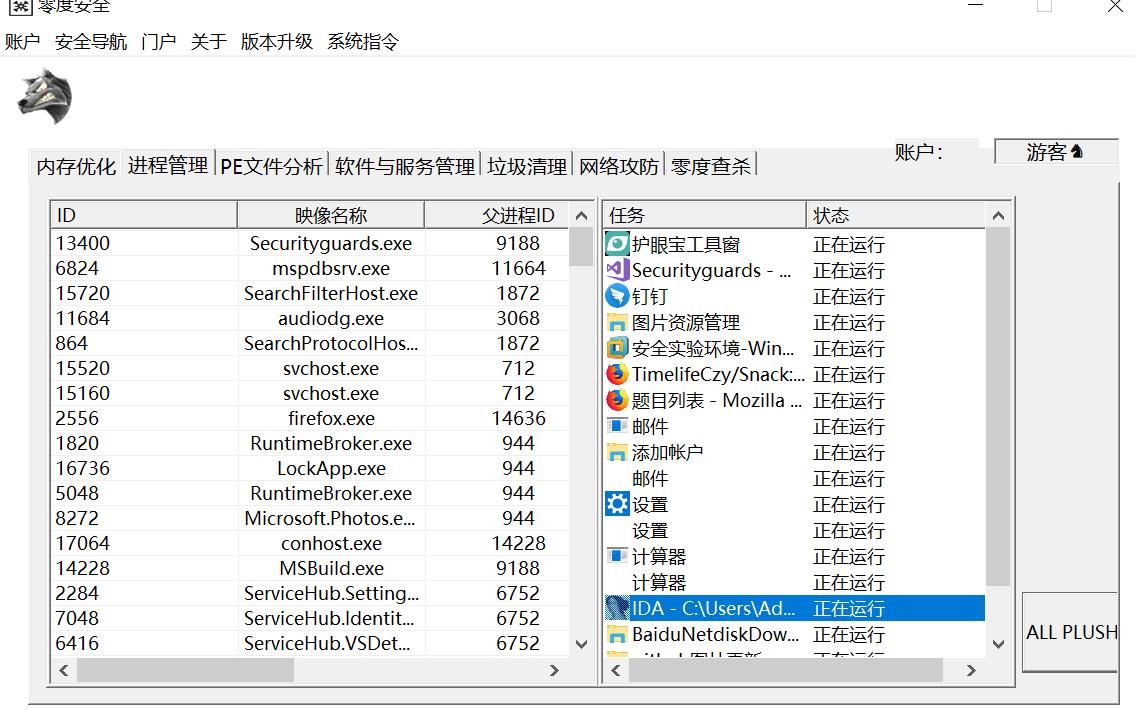 零度安全
账户 安全导航 门户 关于 版本升级 系统指令
账户： 游客♞
内存优化 进程管理 PE文件分析 软件与服务管理 垃圾清理 网络攻防 零度查杀
ID 映像名称 父进程ID
13400 Securityguards.exe 9188
6824 mspdbsrv.exe 11664
15720 SearchFilterHost.exe 1872
11684 audiodg.exe 3068
864 SearchProtocolHos... 1872
15520 svchost.exe 712
15160 svchost.exe 712
2556 firefox.exe 14636
1820 RuntimeBroker.exe 944
16736 LockApp.exe 944
5048 RuntimeBroker.exe 944
8272 Microsoft.Photos.e... 944
17064 conhost.exe 14228
14228 MSBuild.exe 9188
2284 ServiceHub.Setting... 6752
7048 ServiceHub.Identit... 6752
6416 ServiceHub.VSDet... 6752
任务 状态
护眼宝工具窗 正在运行
Securityguards - ... 正在运行
钉钉 正在运行
图片资源管理 正在运行
安全实验环境-Win... 正在运行
TimelifeCzy/Snack:... 正在运行
题目列表 - Mozilla ... 正在运行
邮件 正在运行
添加帐户 正在运行
邮件 正在运行
设置 正在运行
设置 正在运行
计算器 正在运行
计算器 正在运行
IDA - C:\Users\Ad... 正在运行
BaiduNetdiskDow... 正在运行
ALL PLUSH